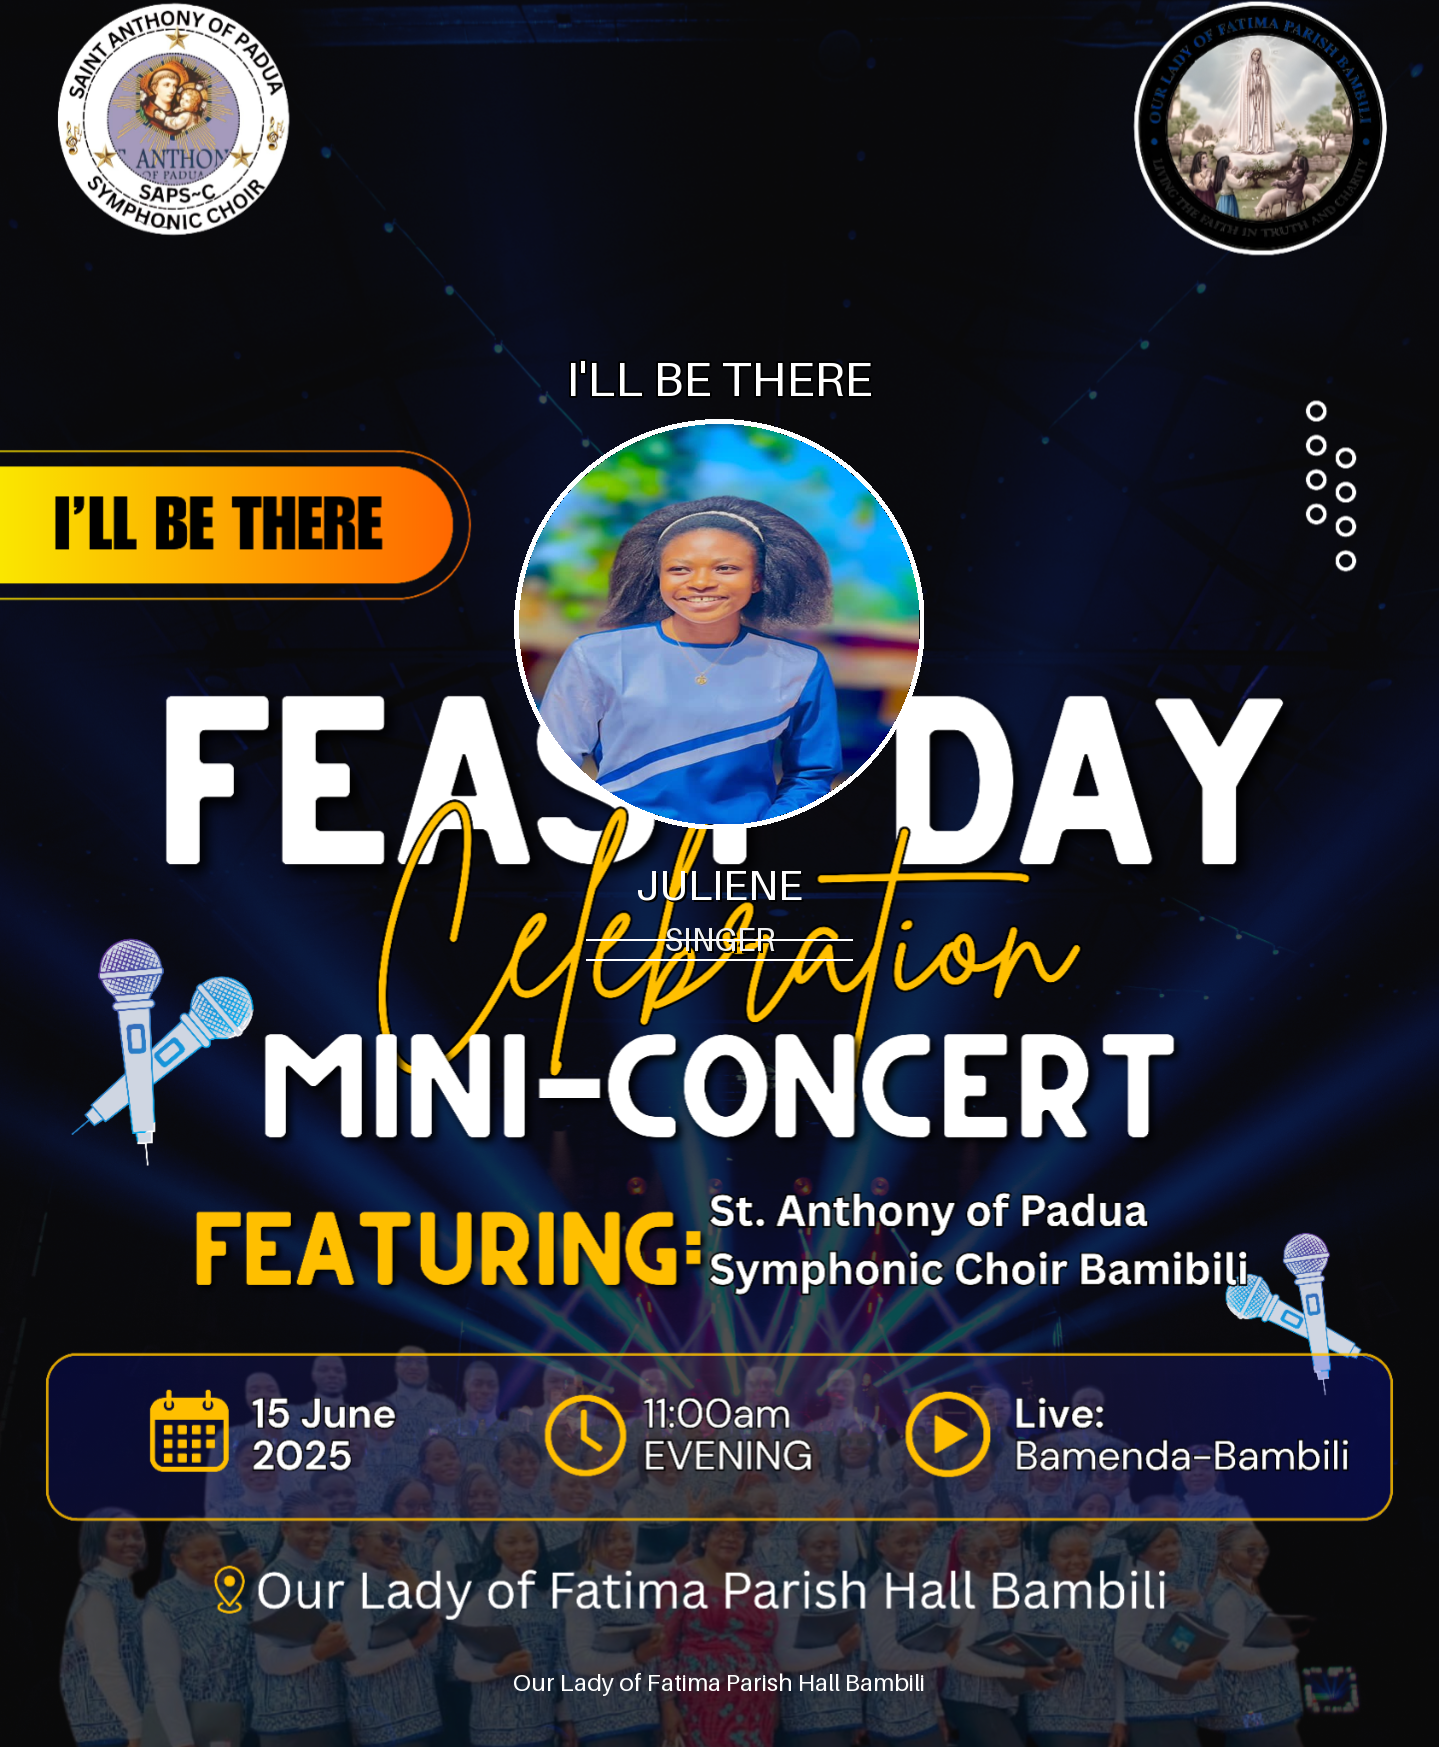 SAINT ANTHONY OF PADUA
ANTHON
OF PADUA
SAPS~C
SYMPHONIC CHOIR
OUR LADY OF FATIMA PARISH BAMBILI
LIVING THE FAITH IN TRUTH AND CHARITY
I'LL BE THERE
I'LL BE THERE
FEAST DAY
Celebration
JULIENE
SINGER
MINI-CONCERT
FEATURING:
St. Anthony of Padua
Symphonic Choir Bamibili
15 June
2025
11:00am
EVENING
Live:
Bamenda-Bambili
Our Lady of Fatima Parish Hall Bambili
Our Lady of Fatima Parish Hall Bambili